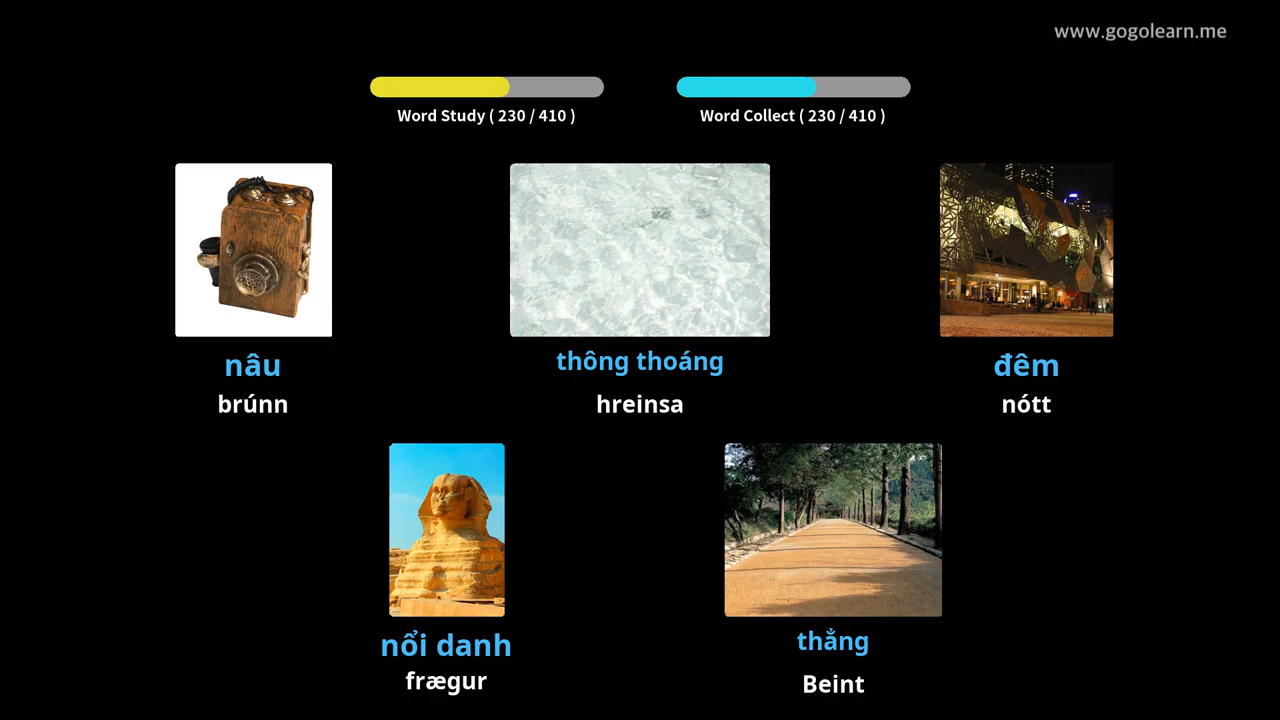 www.gogolearn.me
Word Study ( 230 / 410 )
Word Collect ( 230 / 410 )
nâu
brúnn
thông thoáng
hreinsa
đêm
nótt
nổi danh
frægur
thẳng
Beint